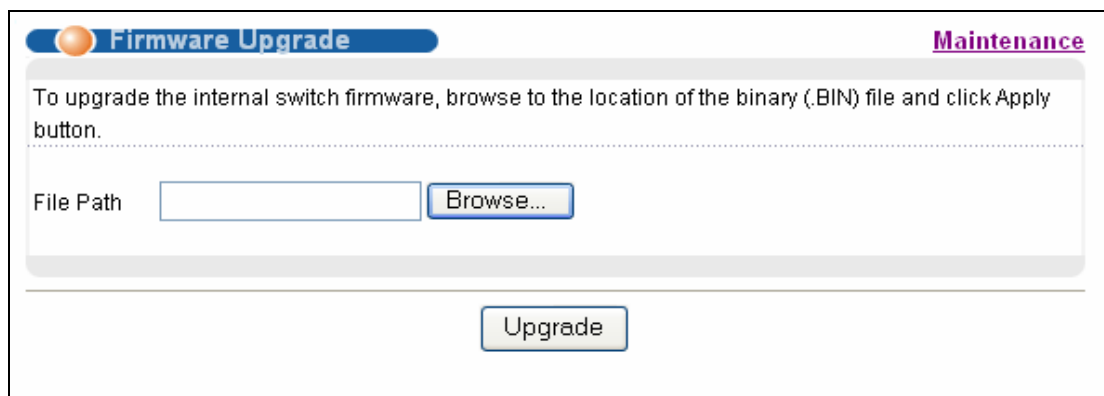 Firmware Upgrade
Maintenance
To upgrade the internal switch firmware, browse to the location of the binary (.BIN) file and click Apply
button.
File Path
Browse...
Upgrade